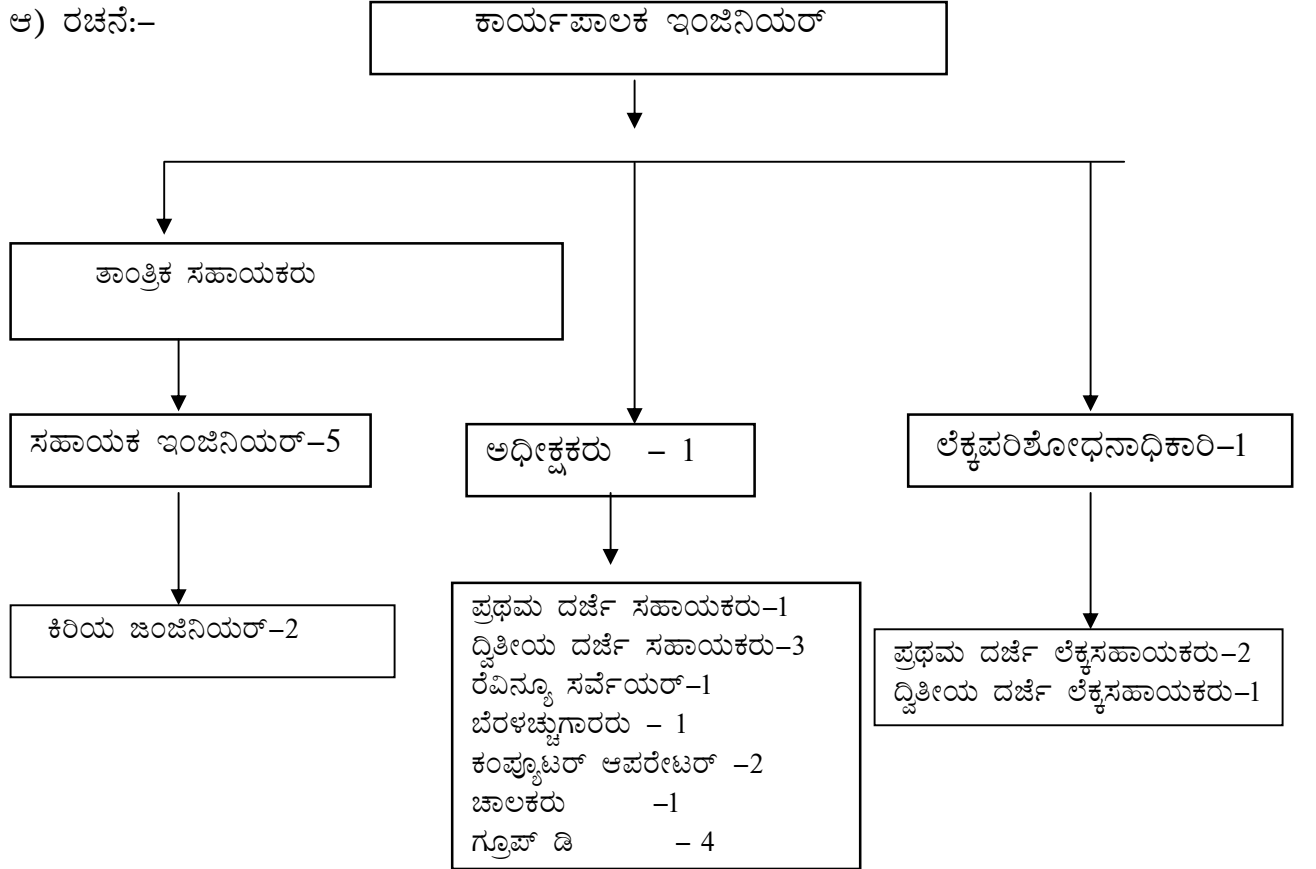 ಆ) ರಚನೆ:–
ಕಾರ್ಯಪಾಲಕ ಇಂಜಿನಿಯರ್
ತಾಂತ್ರಿಕ ಸಹಾಯಕರು
ಸಹಾಯಕ ಇಂಜಿನಿಯರ್–5
ಅಧೀಕ್ಷಕರು – 1
ಲೆಕ್ಕಪರಿಶೋಧನಾಧಿಕಾರಿ–1
ಕಿರಿಯ ಜಂಜಿನಿಯರ್–2
ಪ್ರಥಮ ದರ್ಜೆ ಸಹಾಯಕರು–1
ದ್ವಿತೀಯ ದರ್ಜೆ ಸಹಾಯಕರು–3
ರೆವಿನ್ಯೂ ಸರ್ವೆಯರ್–1
ಬೆರಳಚ್ಚುಗಾರರು – 1
ಕಂಪ್ಯೂಟರ್ ಆಪರೇಟರ್ –2
ಚಾಲಕರು –1
ಗ್ರೂಪ್ ಡಿ – 4
ಪ್ರಥಮ ದರ್ಜೆ ಲೆಕ್ಕಸಹಾಯಕರು–2
ದ್ವಿತೀಯ ದರ್ಜೆ ಲೆಕ್ಕಸಹಾಯಕರು–1